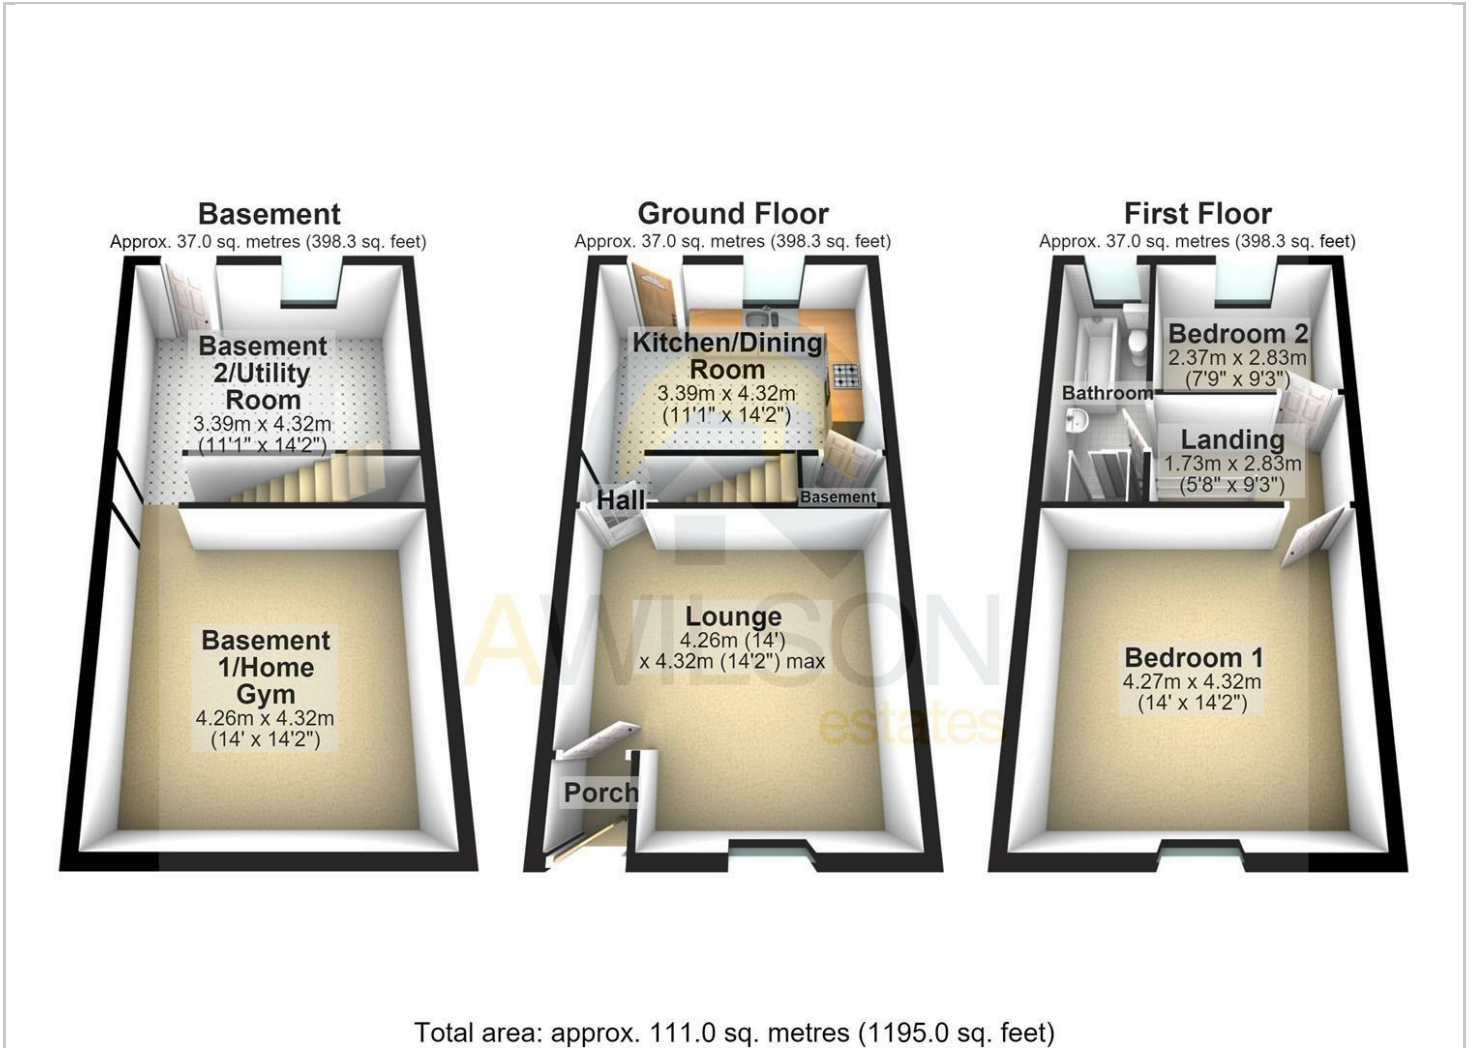 Basement
Approx. 37.0 sq. metres (398.3 sq. feet)
Basement
2/Utility
Room
3.39m x 4.32m
(11'1" x 14'2")
Basement
1/Home
Gym
4.26m x 4.32m
(14' x 14'2")
Ground Floor
Approx. 37.0 sq. metres (398.3 sq. feet)
Kitchen/Dining
Room
3.39m x 4.32m
(11'1" x 14'2")
Hall
Basement
Lounge
4.26m (14')
x 4.32m (14'2") max
Porch
First Floor
Approx. 37.0 sq. metres (398.3 sq. feet)
Bedroom 2
2.37m x 2.83m
(7'9" x 9'3")
Bathroom
Landing
1.73m x 2.83m
(5'8" x 9'3")
Bedroom 1
4.27m x 4.32m
(14' x 14'2")
AWILSON
estates
Total area: approx. 111.0 sq. metres (1195.0 sq. feet)